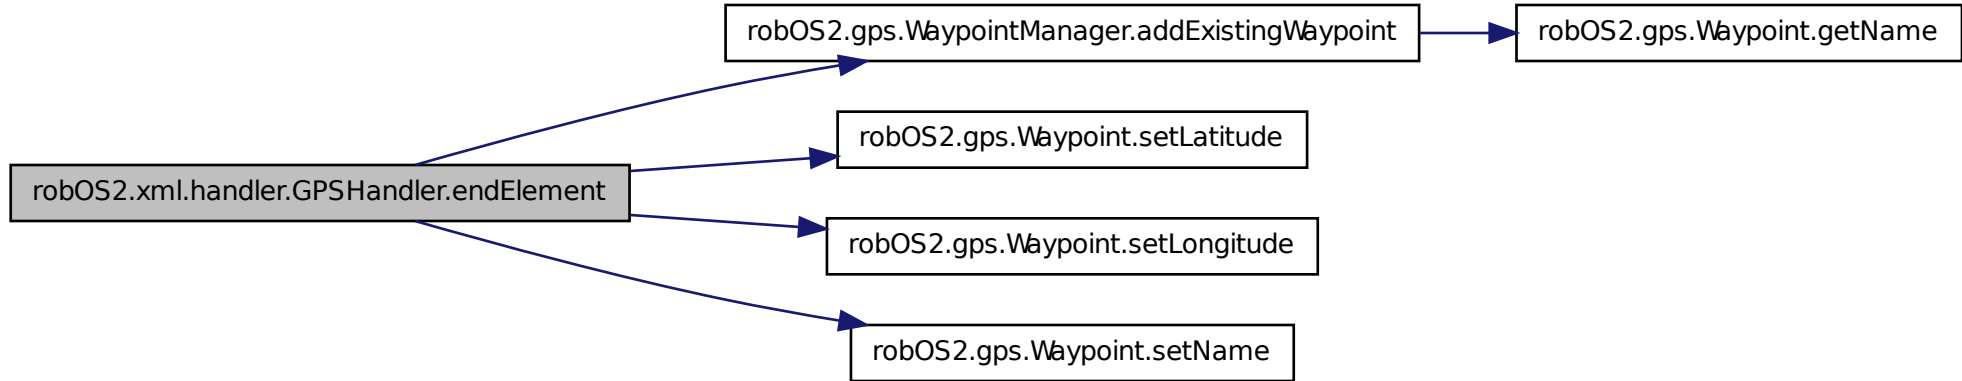 robOS2.gps.WaypointManager.addExistingWaypoint
robOS2.gps.Waypoint.getName
robOS2.gps.Waypoint.setLatitude
robOS2.xml.handler.GPSHandler.endElement
robOS2.gps.Waypoint.setLongitude
robOS2.gps.Waypoint.setName